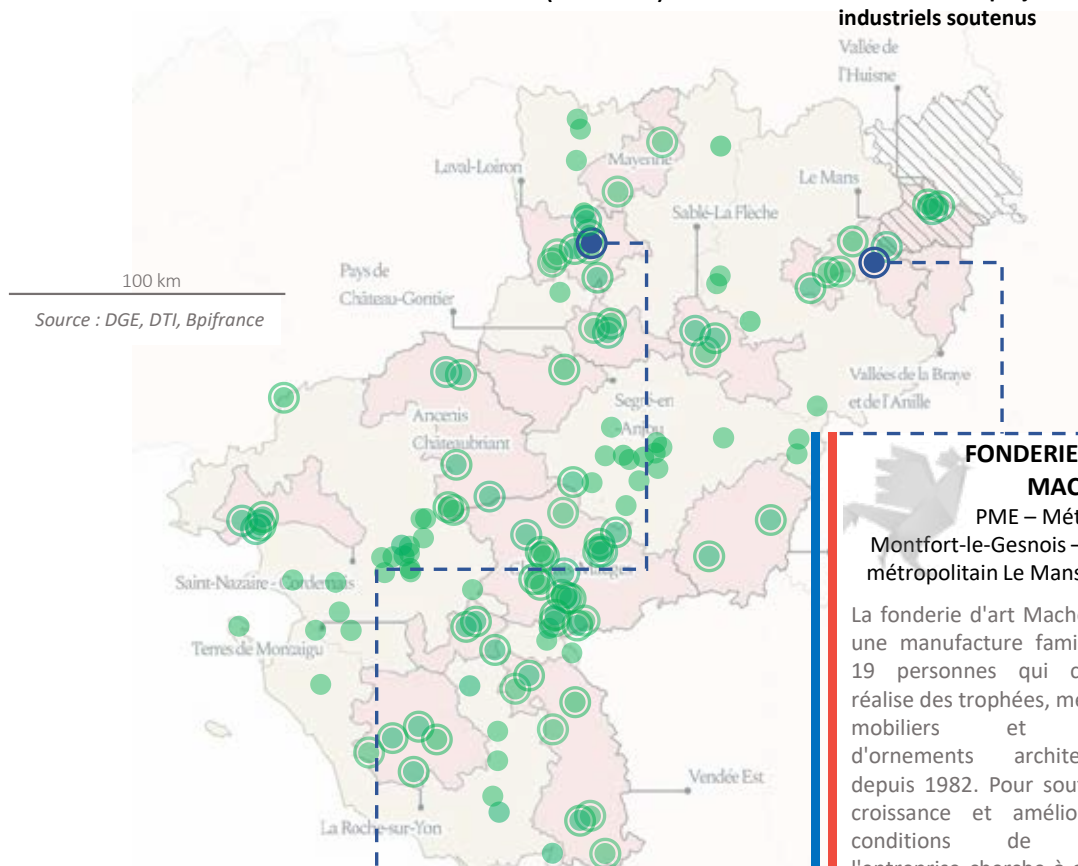 industriels soutenus
Vallée de
l'Huisne
Laval-Loiron
Mayenne
Le Mans
Sablé-La Flèche
100 km
Pays de
Château-Gontier
Source : DGE, DTI, Bpifrance
Vallées de la Braye
et de l'Anille
Segré-en
-Anjou
Ancenis
Châteaubriant
FONDERIE
MAC
PME – Mét
Montfort-le-Gesnois –
métropolitain Le Mans
Saint-Nazaire - Cordemais
La fonderie d'art Mach
une manufacture fami
19 personnes qui
réalise des trophées, m
mobiliers et
d'ornements archite
depuis 1982. Pour sou
croissance et amélio
conditions de
Terres de Montaigu
Vendée Est
La Roche-sur-Yon